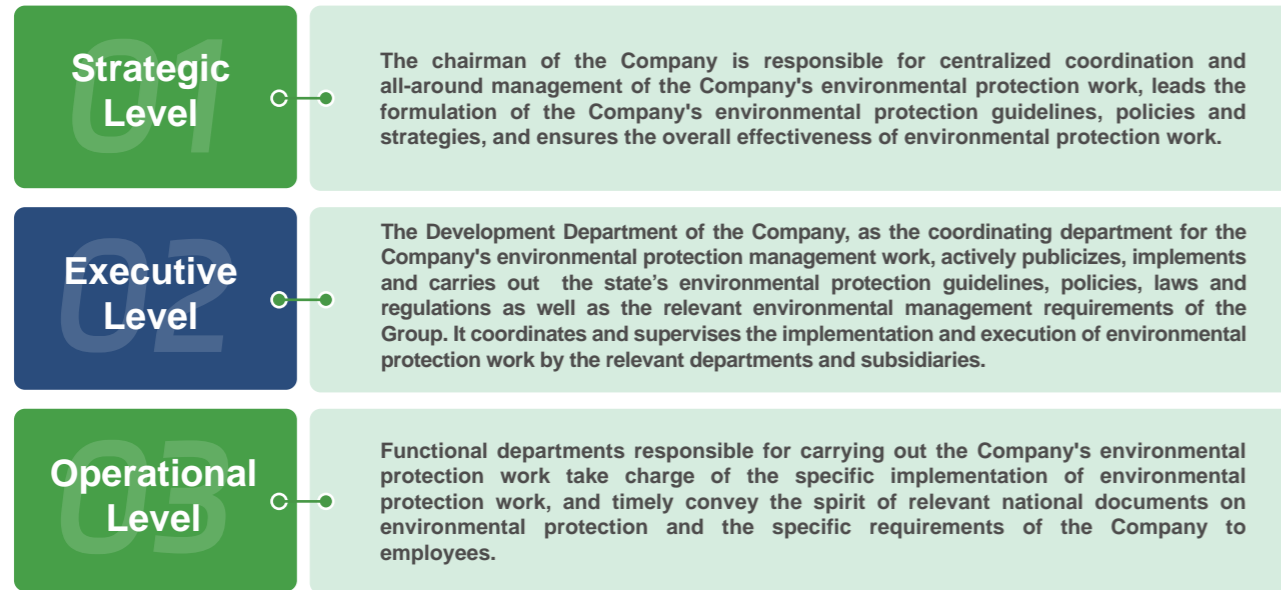 01
Strategic
Level
The chairman of the Company is responsible for centralized coordination and
all-around management of the Company's environmental protection work, leads the
formulation of the Company's environmental protection guidelines, policies and
strategies, and ensures the overall effectiveness of environmental protection work.
02
Executive
Level
The Development Department of the Company, as the coordinating department for the
Company's environmental protection management work, actively publicizes, implements
and carries out  the state’s environmental protection guidelines, policies, laws and
regulations as well as the relevant environmental management requirements of the
Group. It coordinates and supervises the implementation and execution of environmental
protection work by the relevant departments and subsidiaries.
03
Operational
Level
Functional departments responsible for carrying out the Company's environmental
protection work take charge of the specific implementation of environmental
protection work, and timely convey the spirit of relevant national documents on
environmental protection and the specific requirements of the Company to
employees.